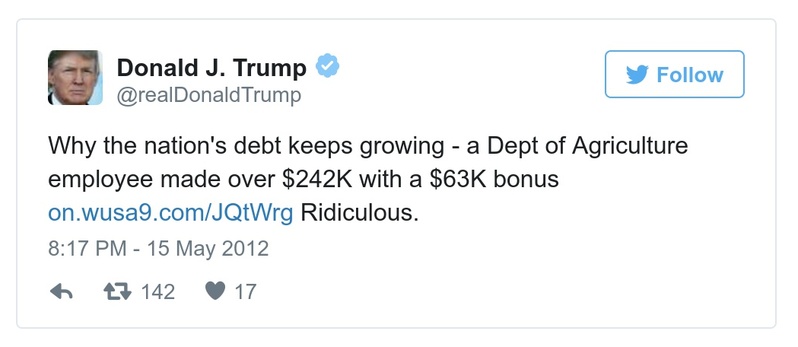 Donald J. Trump
@realDonaldTrump
Follow
Why the nation's debt keeps growing - a Dept of Agriculture
employee made over $242K with a $63K bonus
on.wusa9.com/JQtWrg Ridiculous.
8:17 PM - 15 May 2012
142 17